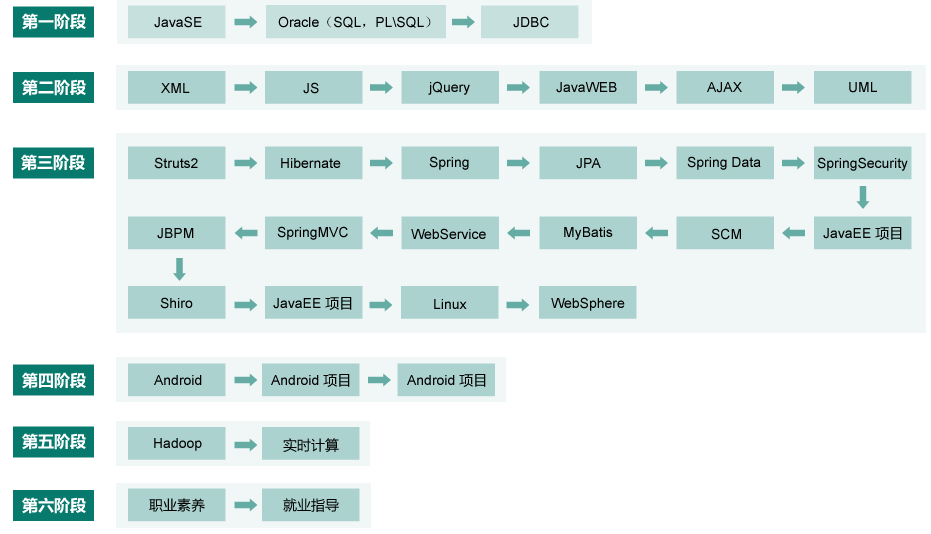 第一阶段
JavaSE
Oracle（SQL，PL\SQL）
JDBC
第二阶段
XML
JS
jQuery
JavaWEB
AJAX
UML
第三阶段
Struts2
Hibernate
Spring
JPA
Spring Data
SpringSecurity
JavaEE 项目
SCM
MyBatis
WebService
SpringMVC
JBPM
Shiro
JavaEE 项目
Linux
WebSphere
第四阶段
Android
Android 项目
Android 项目
第五阶段
Hadoop
实时计算
第六阶段
职业素养
就业指导